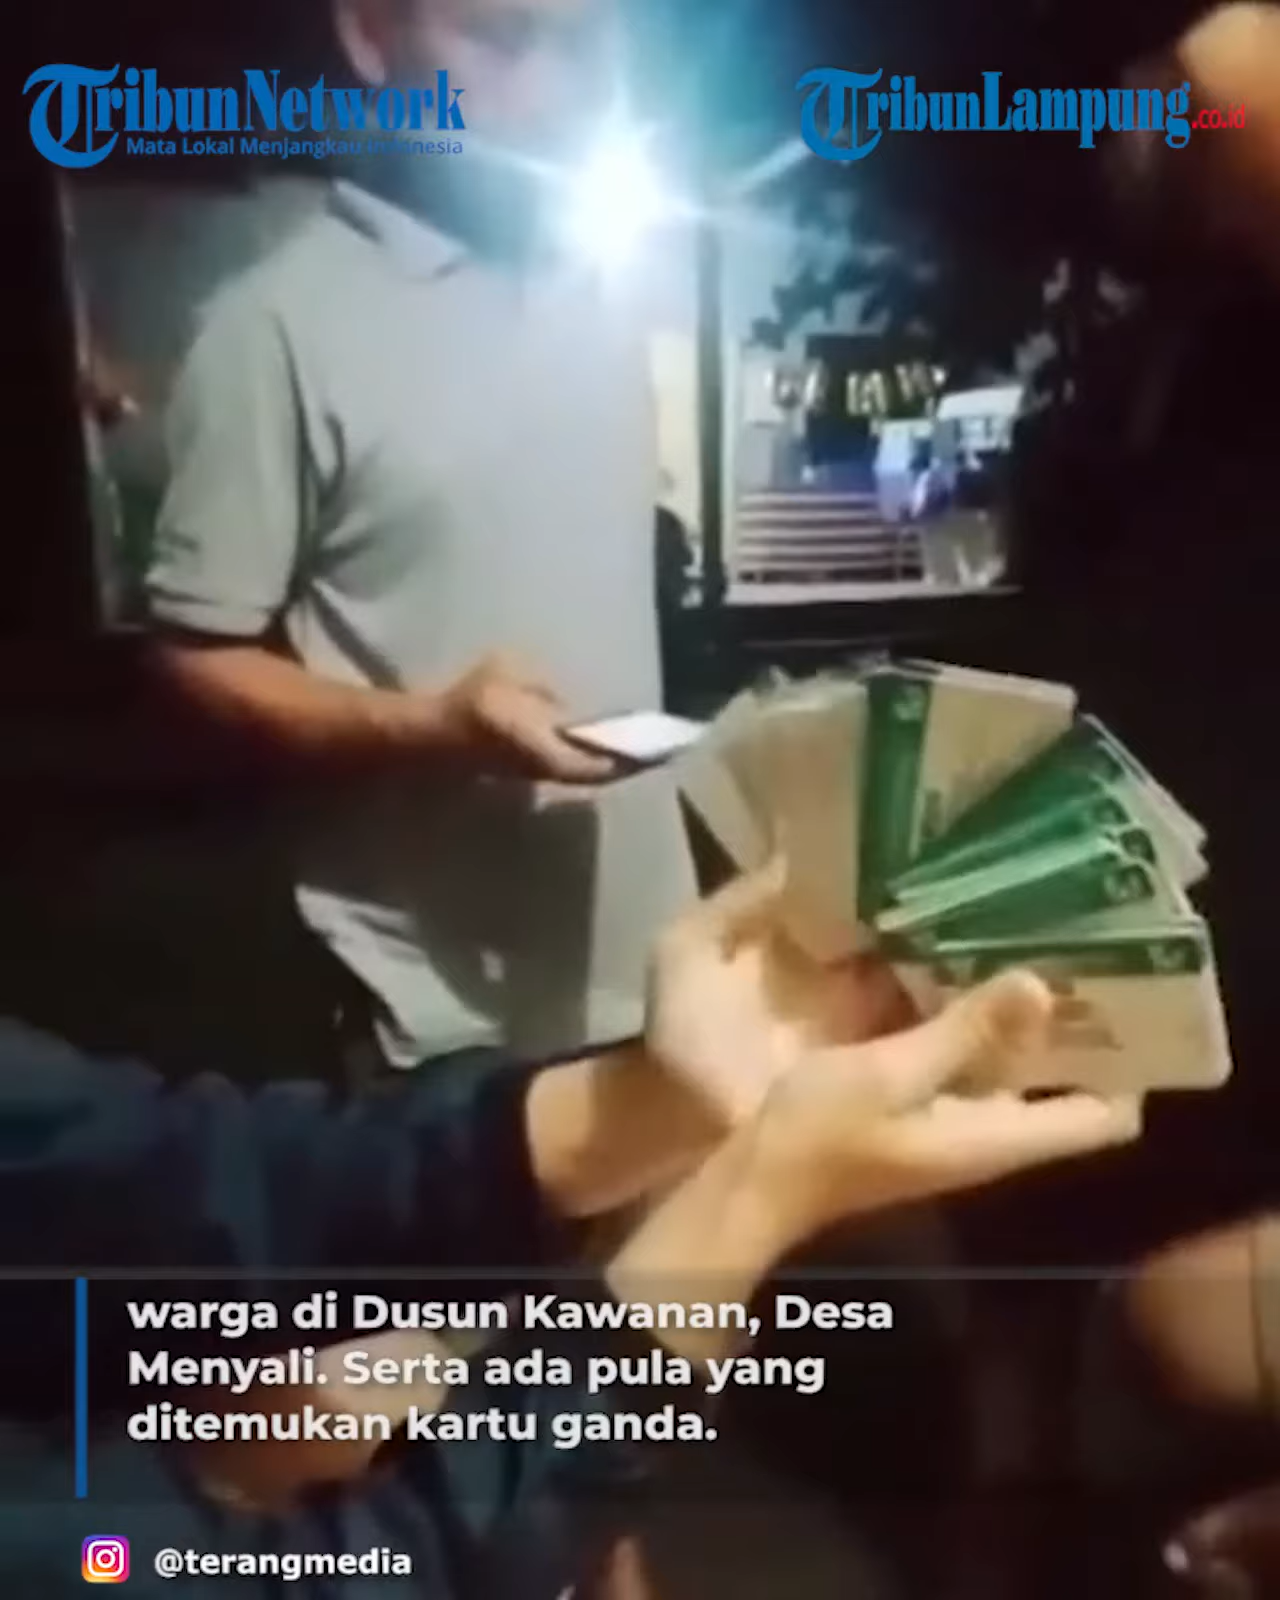 TribunNetwork
Mata Lokal Menjangkau Indonesia
TribunLampung.co.id
warga di Dusun Kawanan, Desa
Menyali. Serta ada pula yang
ditemukan kartu ganda.
@terangmedia